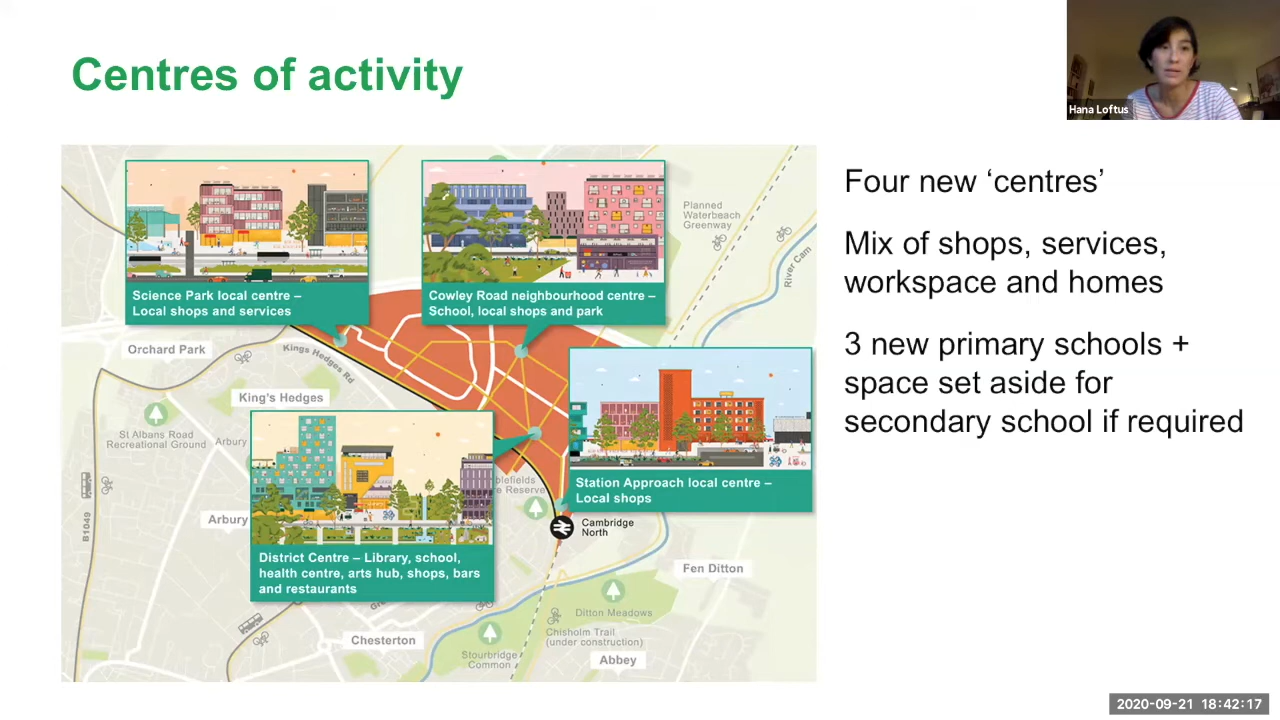 Centres of activity
Hana Loftus
Four new ‘centres’
Mix of shops, services,
workspace and homes
3 new primary schools +
space set aside for
secondary school if required
Science Park local centre –
Local shops and services
Cowley Road neighbourhood centre –
School, local shops and park
Planned
Waterbeach
Greenway
River Cam
Orchard Park
Kings Hedges Rd
King's Hedges
St Albans Road
Recreational Ground
Arbury
Station Approach local centre –
Local shops
Reserve
B1049
Arbury
Cambridge
North
District Centre – Library, school,
health centre, arts hub, shops, bars
and restaurants
Fen Ditton
Ditton Meadows
Chesterton
Chisholm Trail
(under construction)
Stourbridge
Common
Abbey
2020-09-21 18:42:17